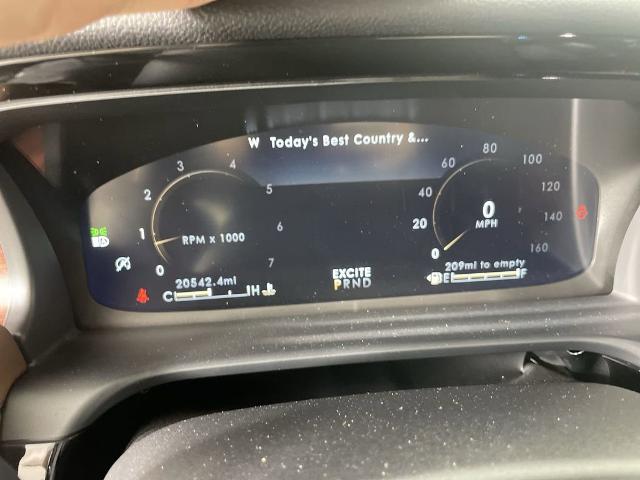 W Today's Best Country &...
0
1
2
3
4
5
6
7
RPM x 1000
0
20
40
60
80
100
120
140
160
0
MPH
20542.4mi
C H
EXCITE
PRND
209mi to empty
E F